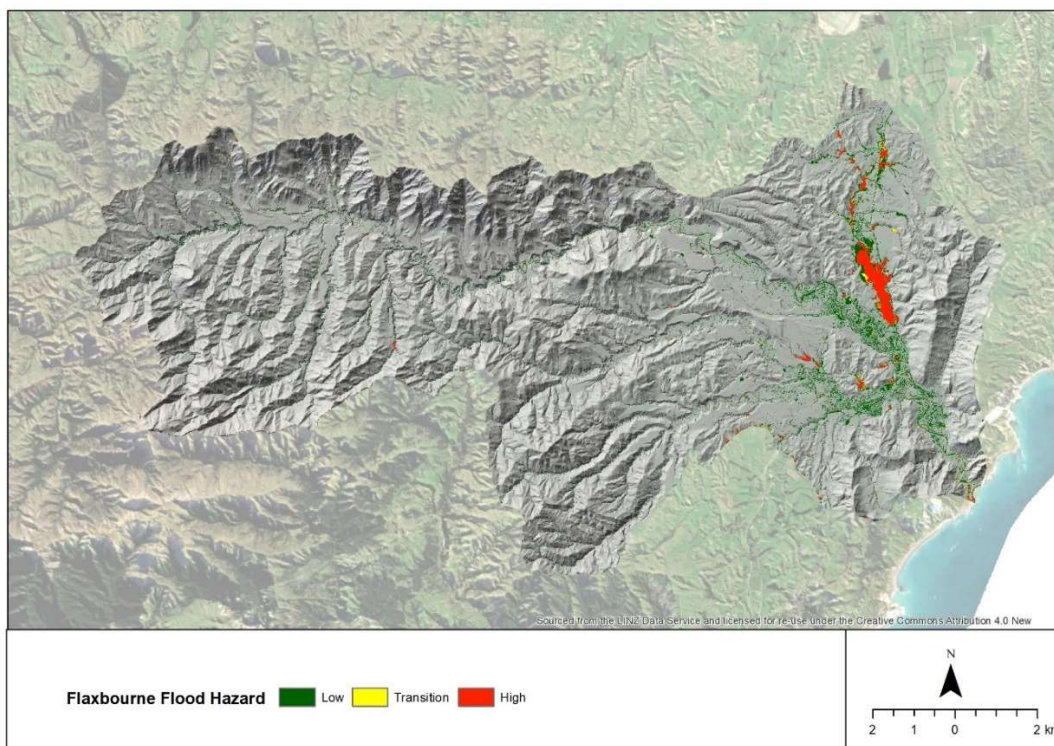 Sourced from the LINZ Data Service and licensed for re-use under the Creative Commons Attribution 4.0 New
Flaxbourne Flood Hazard Low Transition High
N
2 1 0 2 km